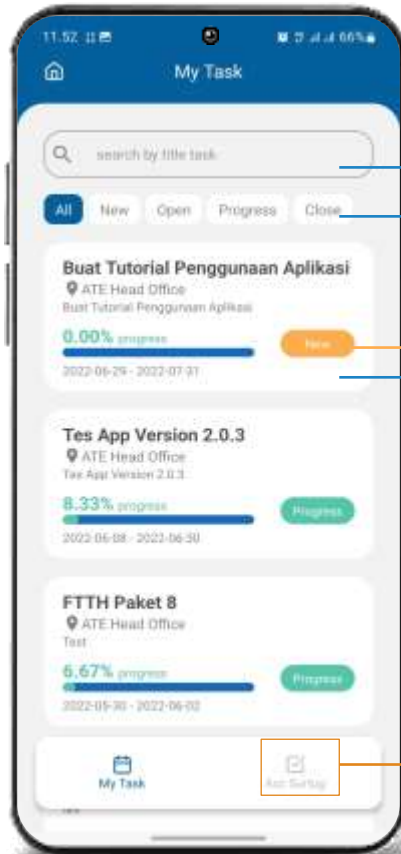 11.52
66%
My Task
search by title task
All New Open Progress Close
Buat Tutorial Penggunaan Aplikasi
ATE Head Office
Buat Tutorial Penggunaan Aplikasi
0.00% progress
New
2022-06-29 - 2022-07-31
Tes App Version 2.0.3
ATE Head Office
Tes App Version 2.0.3
8.33% progress
Progress
2022-06-08 - 2022-06-30
FTTH Paket 8
ATE Head Office
Test
6.67% progress
Progress
2022-05-30 - 2022-06-02
My Task